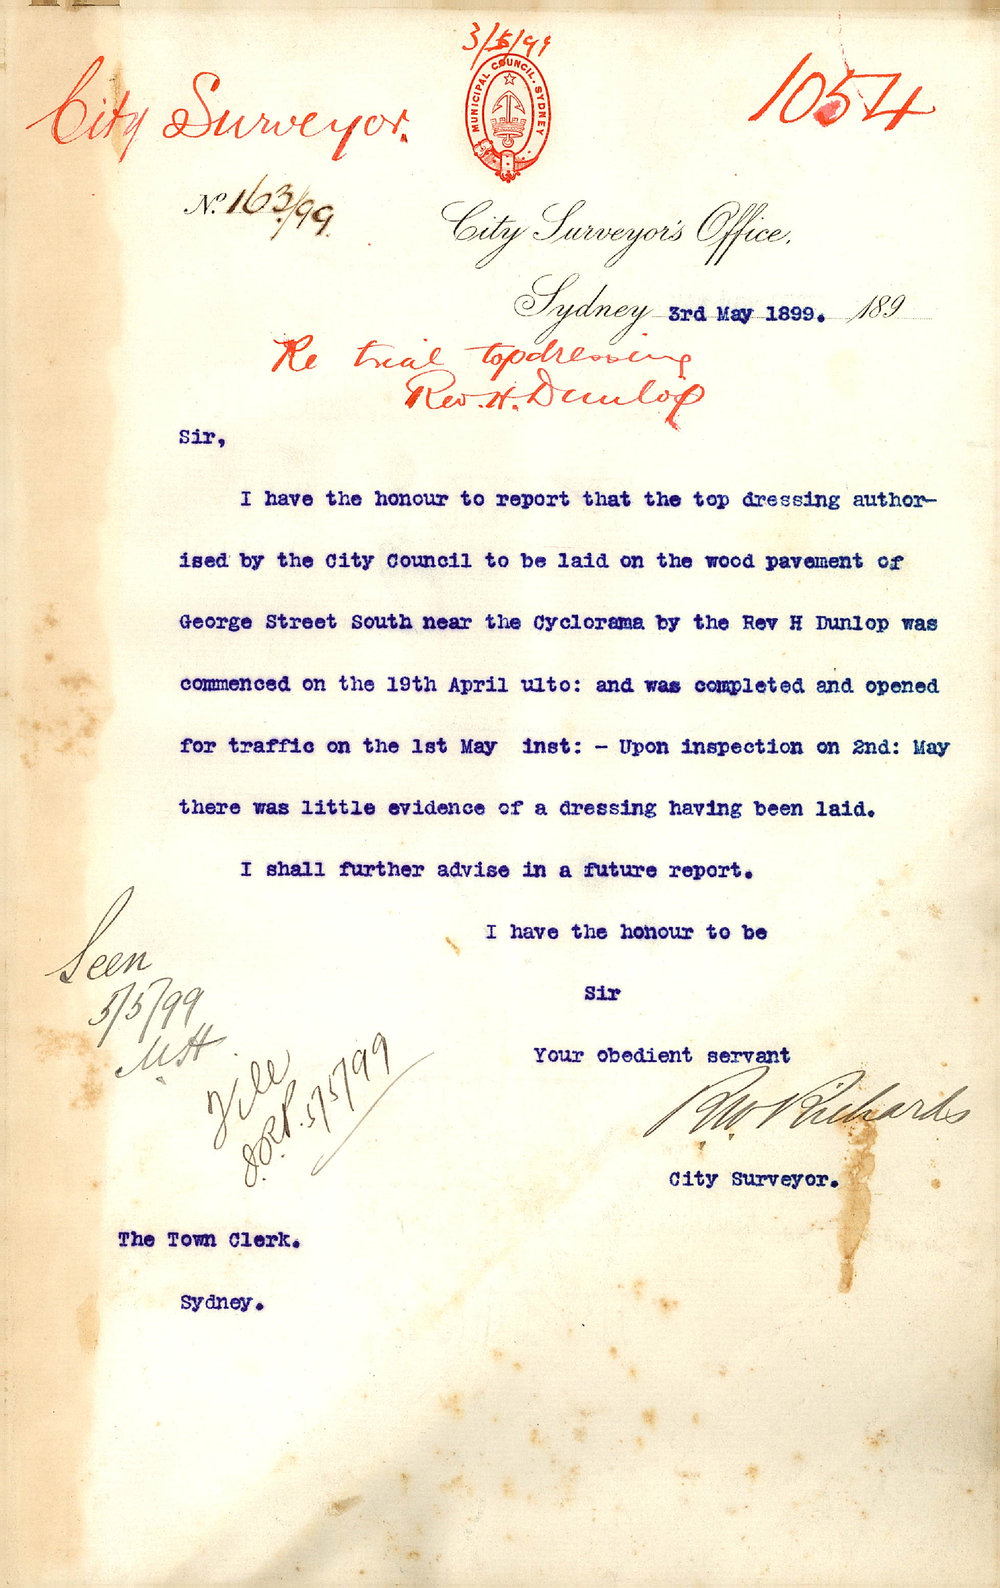 3/5/99
City Surveyor.
1054
MUNICIPAL COUNCIL. SYDNEY
No. 163/99.
City Surveyor's Office.
Sydney 3rd May 1899. 189
Re trial topdressing
Rev. H. Dunlop
Sir,
I have the honour to report that the top dressing author-
ised by the City Council to be laid on the wood pavement of
George Street South near the Cyclorama by the Rev H Dunlop was
commenced on the 19th April ulto: and was completed and opened
for traffic on the 1st May inst: - Upon inspection on 2nd: May
there was little evidence of a dressing having been laid.
I shall further advise in a future report.
I have the honour to be
Sir
Your obedient servant
RW Richards
City Surveyor.
Seen
5/5/99
File
5/5/99
The Town Clerk.
Sydney.